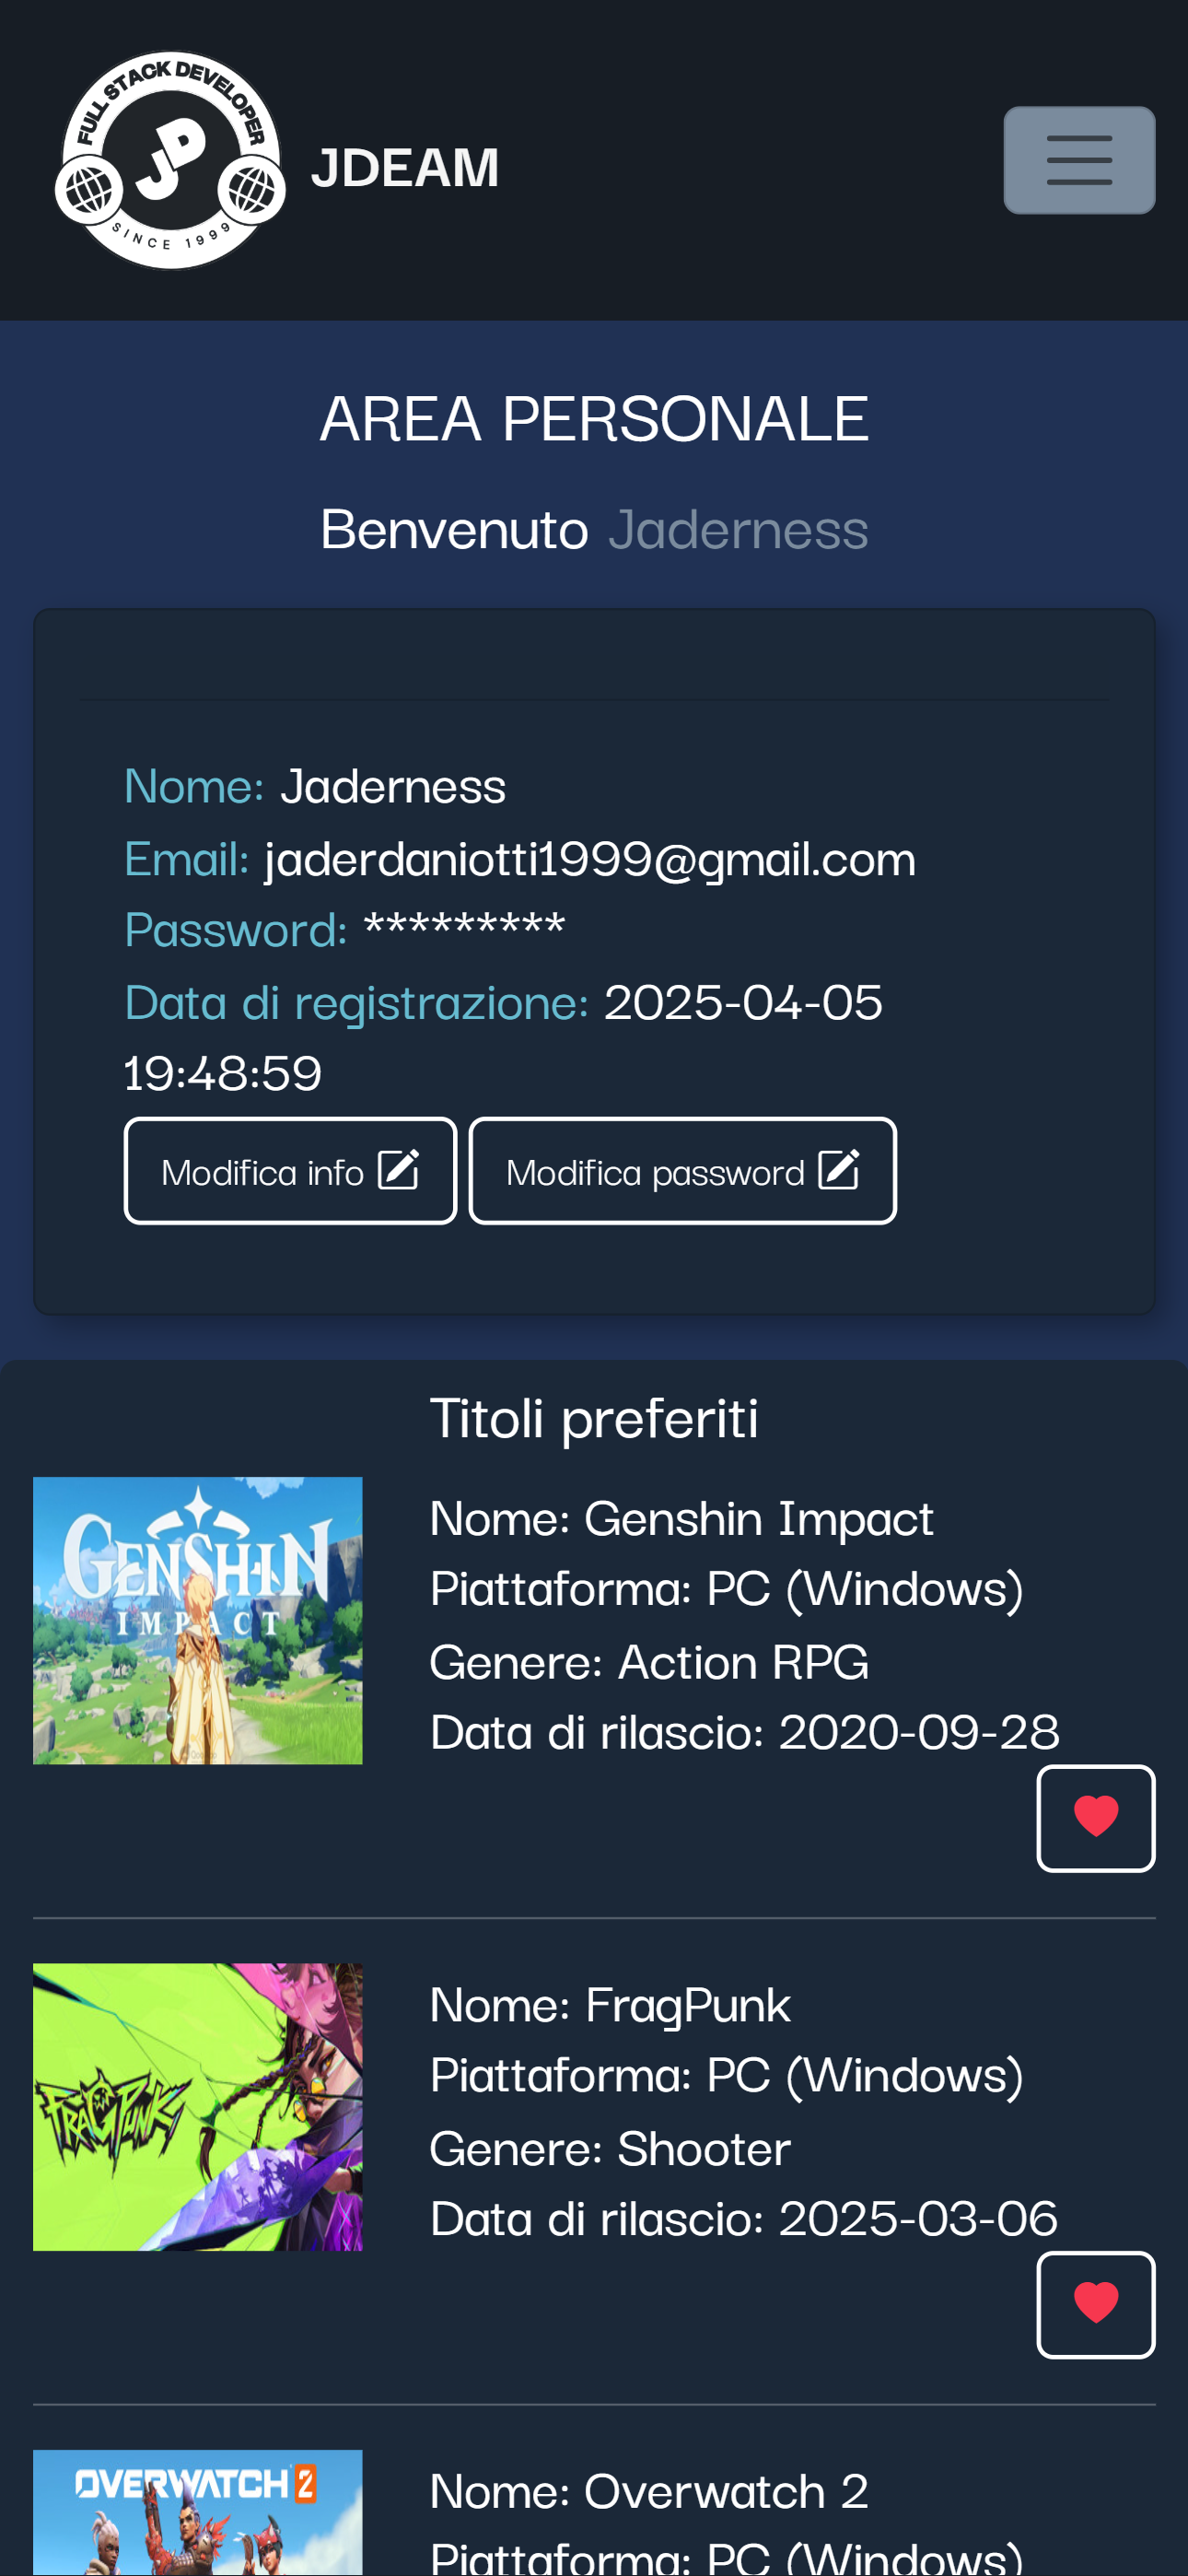 FULL STACK DEVELOPER
JD
SINCE 1999
JDEAM
AREA PERSONALE
Benvenuto Jaderness
Nome: Jaderness
Email: jaderdaniotti1999@gmail.com
Password: *********
Data di registrazione: 2025-04-05
19:48:59
Modifica info
Modifica password
Titoli preferiti
GENSHIN
IMPACT
Nome: Genshin Impact
Piattaforma: PC (Windows)
Genere: Action RPG
Data di rilascio: 2020-09-28
FRAGPUNK
Nome: FragPunk
Piattaforma: PC (Windows)
Genere: Shooter
Data di rilascio: 2025-03-06
OVERWATCH 2
Nome: Overwatch 2
Piattaforma: PC (Windows)